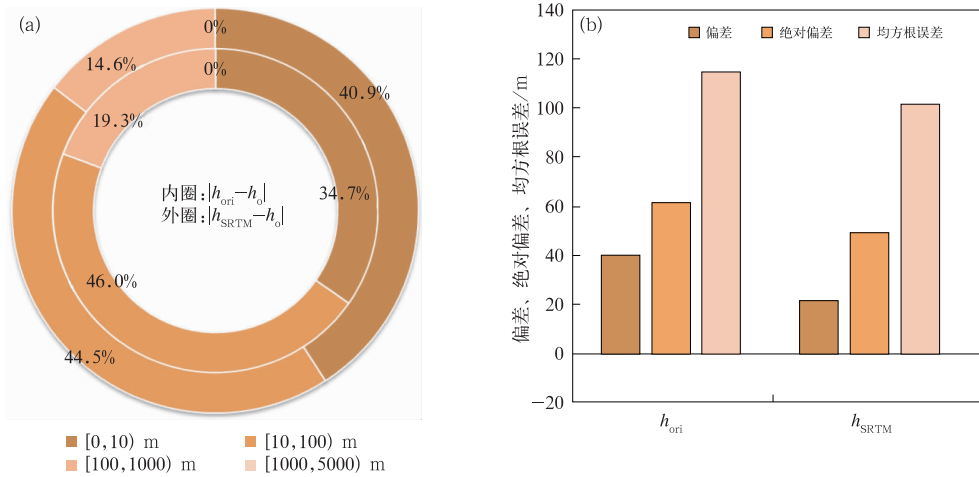 (a)
0%
0%
14.6%
19.3%
40.9%
34.7%
内圈:|hori−ho|
外圈:|hSRTM−ho|
46.0%
44.5%
[0,10) m
[10,100) m
[100,1000) m
[1000,5000) m
(b)
偏差
绝对偏差
均方根误差
偏差、绝对偏差、均方根误差/m
140
120
100
80
60
40
20
0
−20
hori
hSRTM